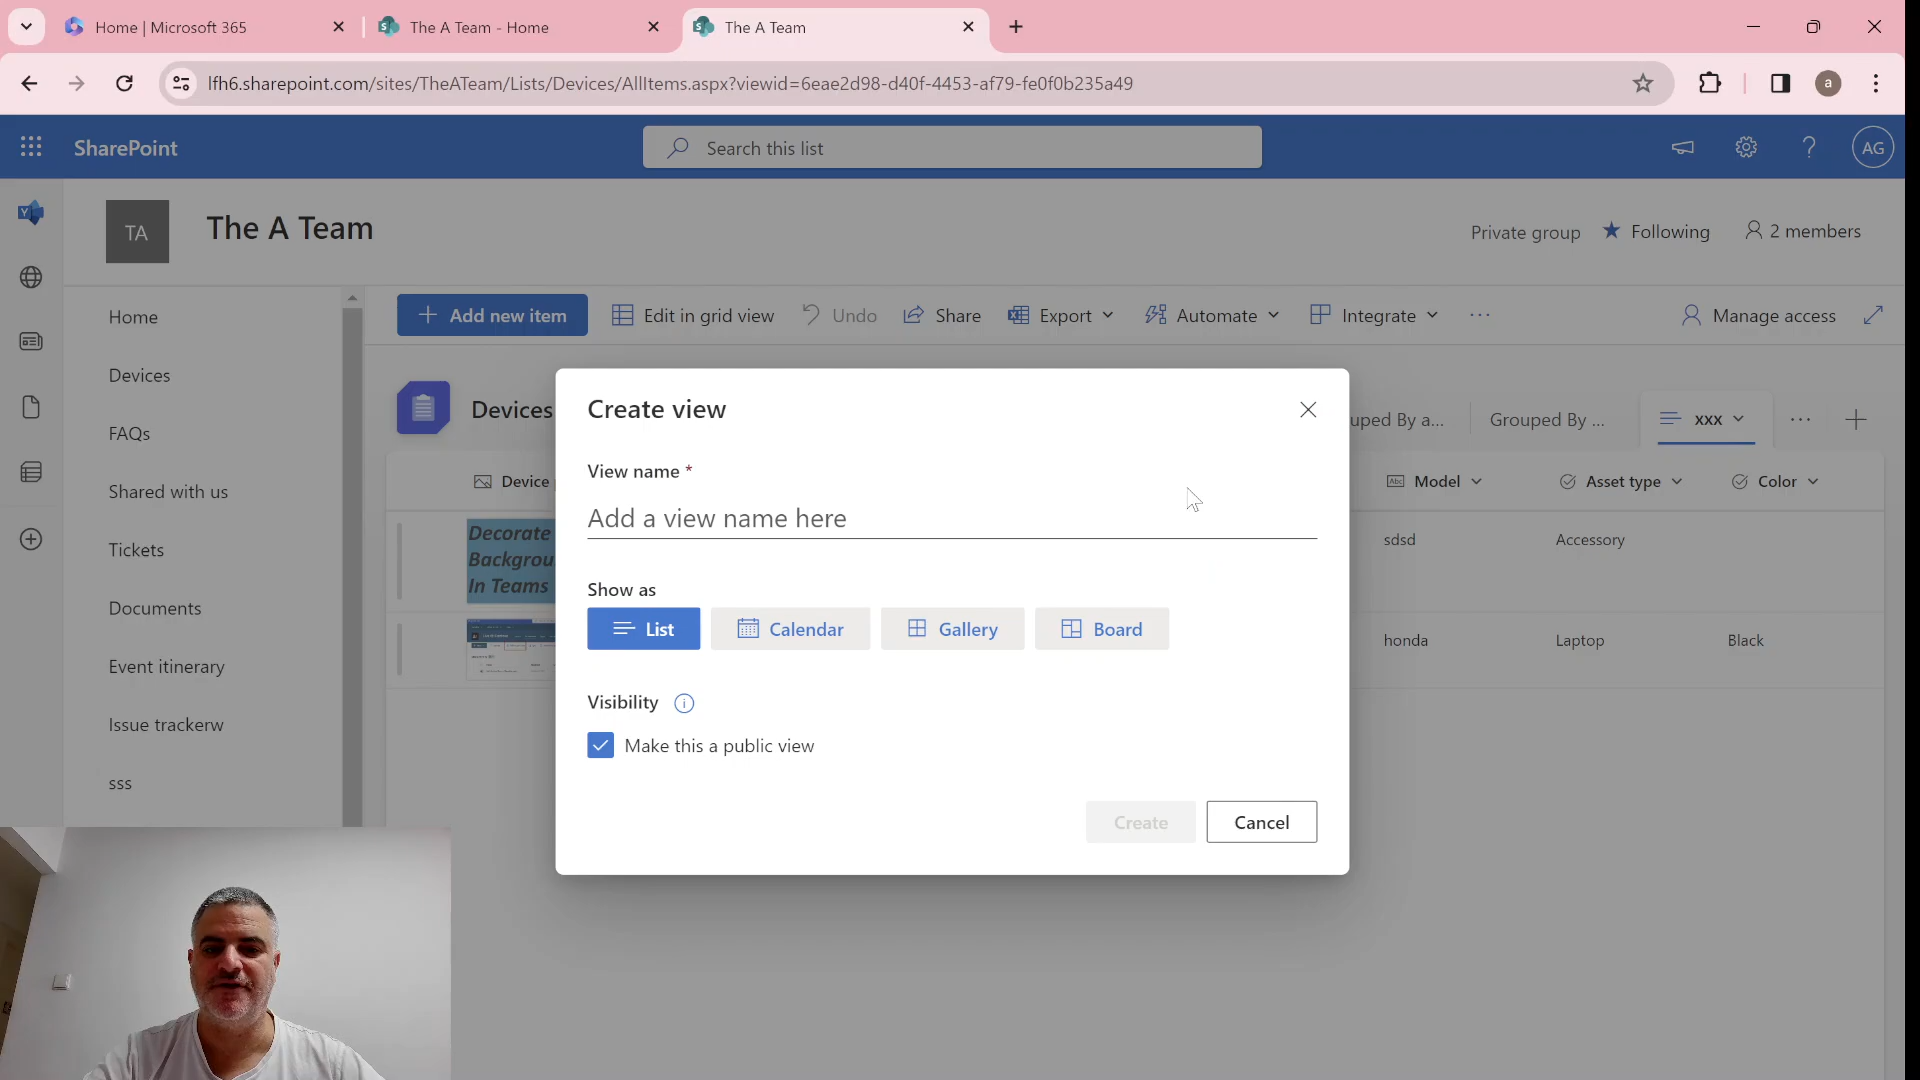 Home | Microsoft 365
The A Team - Home
The A Team
lfh6.sharepoint.com/sites/TheATeam/Lists/Devices/AllItems.aspx?viewid=6eae2d98-d40f-4453-af79-fe0f0b235a49
a
SharePoint
Search this list
AG
TA
The A Team
Private group
Following
2 members
Home
Devices
FAQs
Shared with us
Tickets
Documents
Event itinerary
Issue trackerw
sss
Add new item
Edit in grid view
Undo
Share
Export
Automate
Integrate
Manage access
Devices
uped By a...
Grouped By ...
xxx
Device
Model
Asset type
Color
Decorate
Backgrou
In Teams
sdsd
Accessory
honda
Laptop
Black
Create view
View name *
Add a view name here
Show as
List
Calendar
Gallery
Board
Visibility
Make this a public view
Create
Cancel